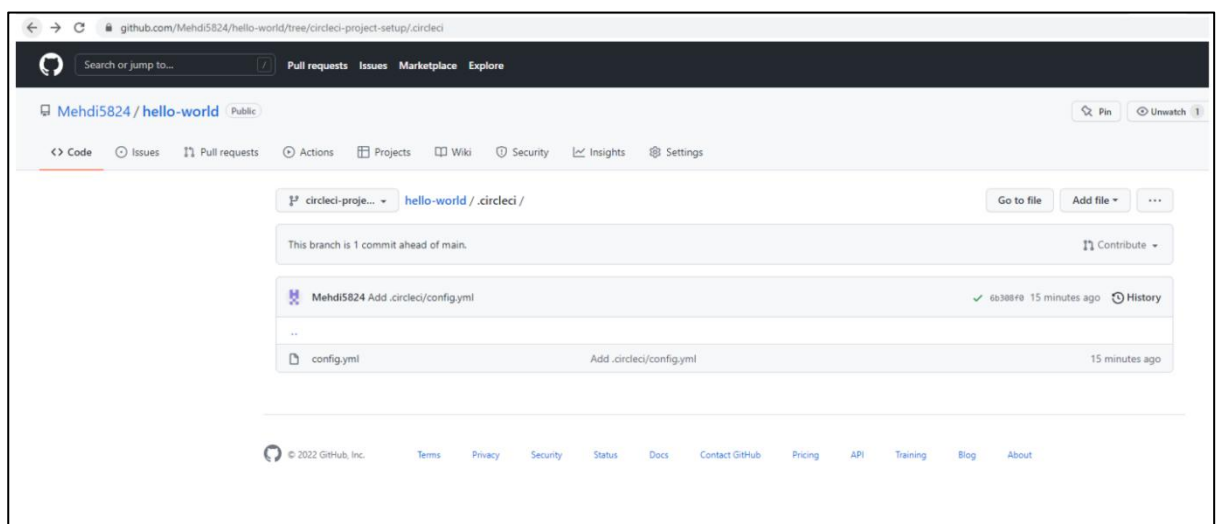 github.com/Mehdi5824/hello-world/tree/circleci-project-setup/.circleci
Search or jump to... / Pull requests Issues Marketplace Explore
Mehdi5824 / hello-world Public Pin Unwatch 1
<> Code Issues Pull requests Actions Projects Wiki Security Insights Settings
circleci-proje... hello-world / .circleci / Go to file Add file ...
This branch is 1 commit ahead of main. Contribute
Mehdi5824 Add .circleci/config.yml 6b308f0 15 minutes ago History
..
config.yml Add .circleci/config.yml 15 minutes ago
© 2022 GitHub, Inc. Terms Privacy Security Status Docs Contact GitHub Pricing API Training Blog About